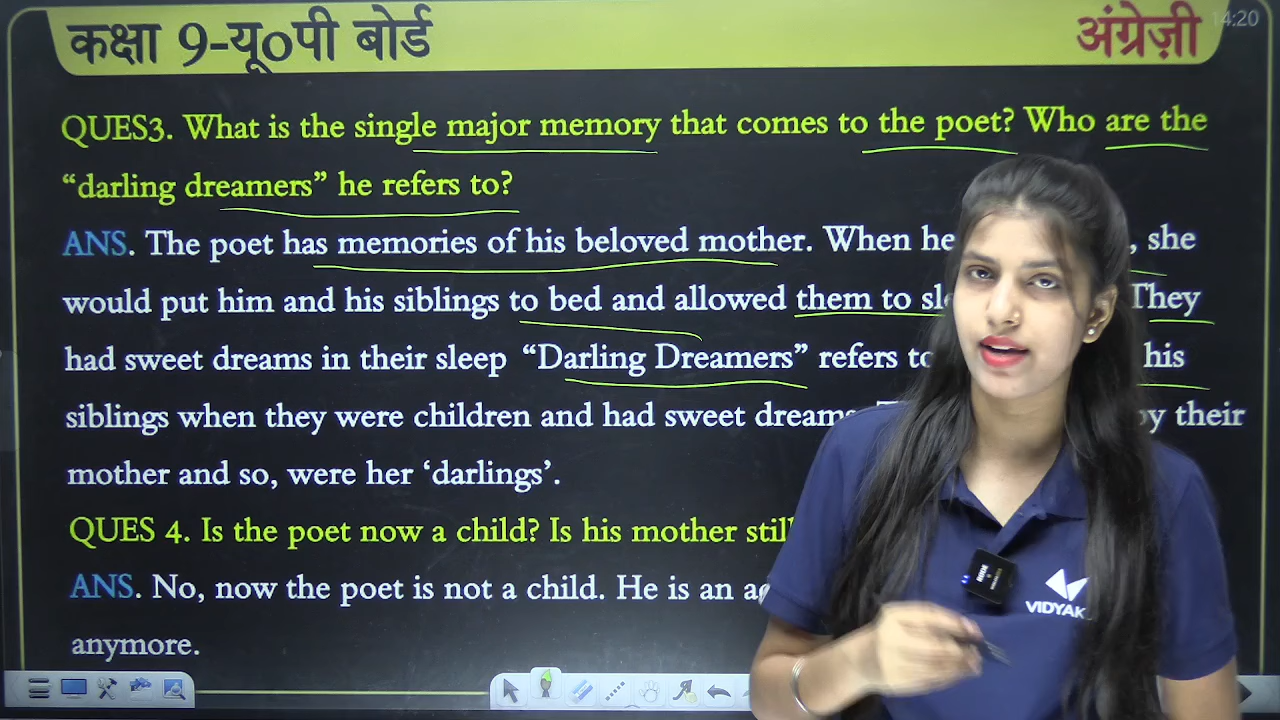 कक्षा 9-यू0पी बोर्ड
अंग्रेज़ी
14:20
QUES3. What is the single major memory that comes to the poet? Who are the
“darling dreamers” he refers to?
ANS. The poet has memories of his beloved mother. When he , she
would put him and his siblings to bed and allowed them to They
had sweet dreams in their sleep “Darling Dreamers” refers to his
siblings when they were children and had sweet dreams by their
mother and so, were her ‘darlings’.
QUES 4. Is the poet now a child? Is his mother still
ANS. No, now the poet is not a child. He is an
anymore.
VIDYAK